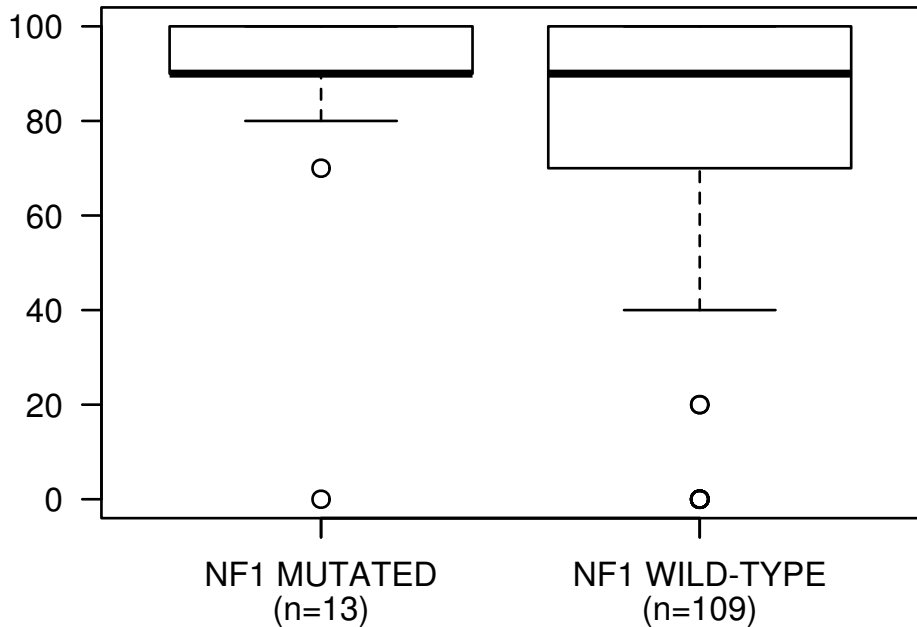 100
80
60
40
20
0
NF1 MUTATED
(n=13)
NF1 WILD-TYPE
(n=109)